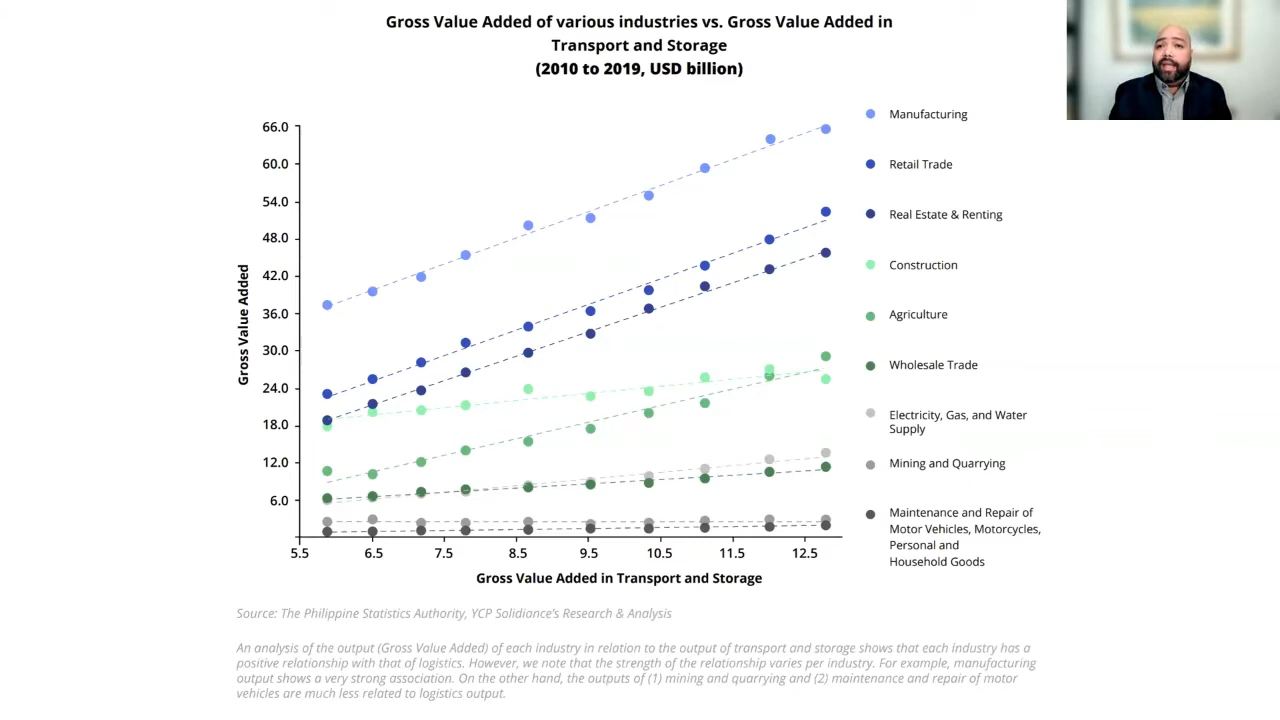 Gross Value Added of various industries vs. Gross Value Added in
Transport and Storage
(2010 to 2019, USD billion)
Gross Value Added
66.0
60.0
54.0
48.0
42.0
36.0
30.0
24.0
18.0
12.0
6.0
5.5
6.5
7.5
8.5
9.5
10.5
11.5
12.5
Gross Value Added in Transport and Storage
Manufacturing
Retail Trade
Real Estate & Renting
Construction
Agriculture
Wholesale Trade
Electricity, Gas, and Water
Supply
Mining and Quarrying
Maintenance and Repair of
Motor Vehicles, Motorcycles,
Personal and
Household Goods
Source: The Philippine Statistics Authority, YCP Solidiance’s Research & Analysis
An analysis of the output (Gross Value Added) of each industry in relation to the output of transport and storage shows that each industry has a
positive relationship with that of logistics. However, we note that the strength of the relationship varies per industry. For example, manufacturing
output shows a very strong association. On the other hand, the outputs of (1) mining and quarrying and (2) maintenance and repair of motor
vehicles are much less related to logistics output.